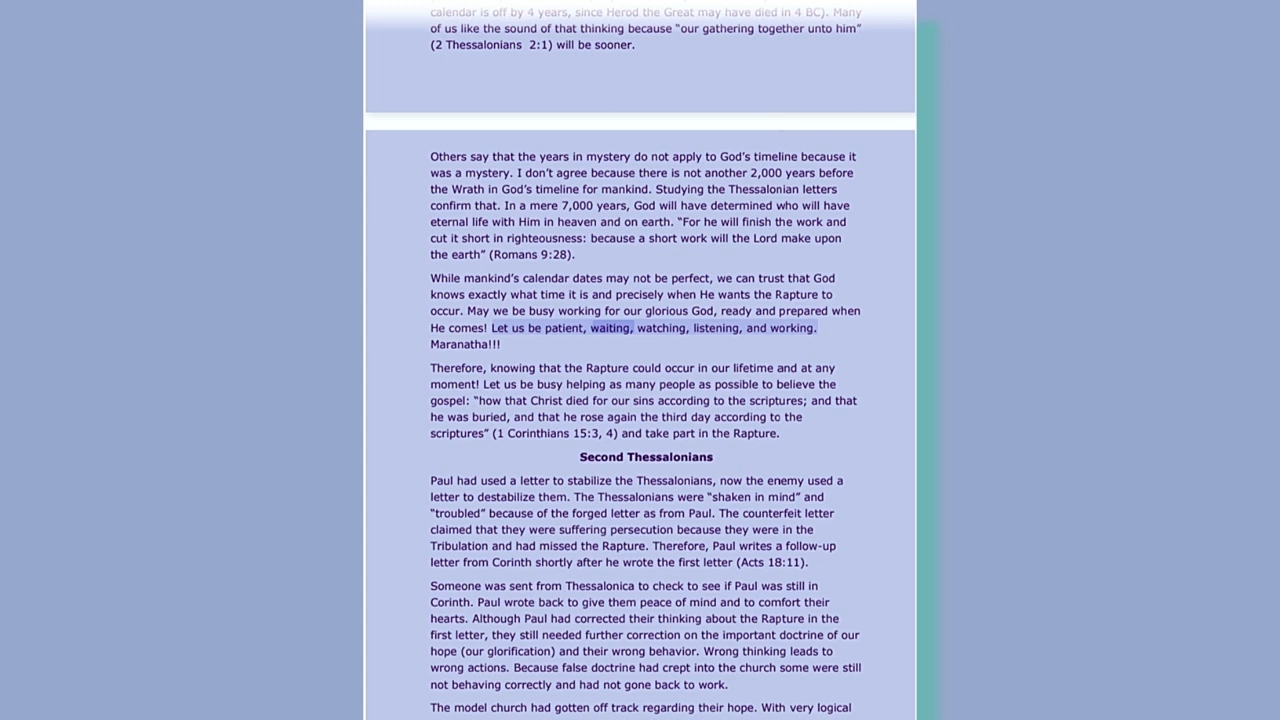 calendar is off by 4 years, since Herod the Great may have died in 4 BC). Many
of us like the sound of that thinking because “our gathering together unto him”
(2 Thessalonians  2:1) will be sooner.
Others say that the years in mystery do not apply to God’s timeline because it
was a mystery. I don’t agree because there is not another 2,000 years before
the Wrath in God’s timeline for mankind. Studying the Thessalonian letters
confirm that. In a mere 7,000 years, God will have determined who will have
eternal life with Him in heaven and on earth. “For he will finish the work and
cut it short in righteousness: because a short work will the Lord make upon
the earth” (Romans 9:28).
While mankind’s calendar dates may not be perfect, we can trust that God
knows exactly what time it is and precisely when He wants the Rapture to
occur. May we be busy working for our glorious God, ready and prepared when
He comes! Let us be patient, waiting, watching, listening, and working.
Maranatha!!!
Therefore, knowing that the Rapture could occur in our lifetime and at any
moment! Let us be busy helping as many people as possible to believe the
gospel: “how that Christ died for our sins according to the scriptures; and that
he was buried, and that he rose again the third day according to the
scriptures” (1 Corinthians 15:3, 4) and take part in the Rapture.
Second Thessalonians
Paul had used a letter to stabilize the Thessalonians, now the enemy used a
letter to destabilize them. The Thessalonians were “shaken in mind” and
“troubled” because of the forged letter as from Paul. The counterfeit letter
claimed that they were suffering persecution because they were in the
Tribulation and had missed the Rapture. Therefore, Paul writes a follow-up
letter from Corinth shortly after he wrote the first letter (Acts 18:11).
Someone was sent from Thessalonica to check to see if Paul was still in
Corinth. Paul wrote back to give them peace of mind and to comfort their
hearts. Although Paul had corrected their thinking about the Rapture in the
first letter, they still needed further correction on the important doctrine of our
hope (our glorification) and their wrong behavior. Wrong thinking leads to
wrong actions. Because false doctrine had crept into the church some were still
not behaving correctly and had not gone back to work.
The model church had gotten off track regarding their hope. With very logical